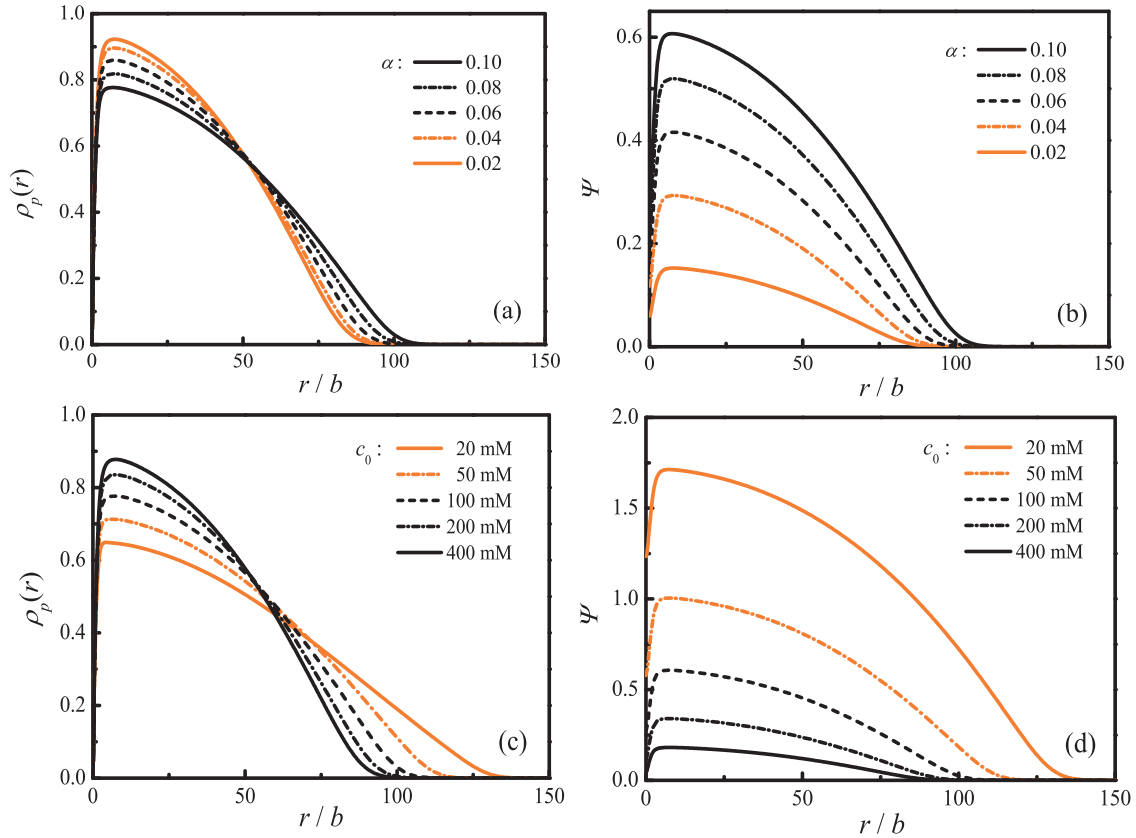 1.0
0.8
0.6
0.4
0.2
0.0
ρp(r)
α : 0.10
0.08
0.06
0.04
0.02
(a)
0 50 100 150
r / b
0.6
0.4
0.2
0.0
Ψ
α : 0.10
0.08
0.06
0.04
0.02
(b)
0 50 100 150
r / b
1.0
0.8
0.6
0.4
0.2
0.0
ρp(r)
c0 : 20 mM
50 mM
100 mM
200 mM
400 mM
(c)
0 50 100 150
r / b
2.0
1.5
1.0
0.5
0.0
Ψ
c0 : 20 mM
50 mM
100 mM
200 mM
400 mM
(d)
0 50 100 150
r / b